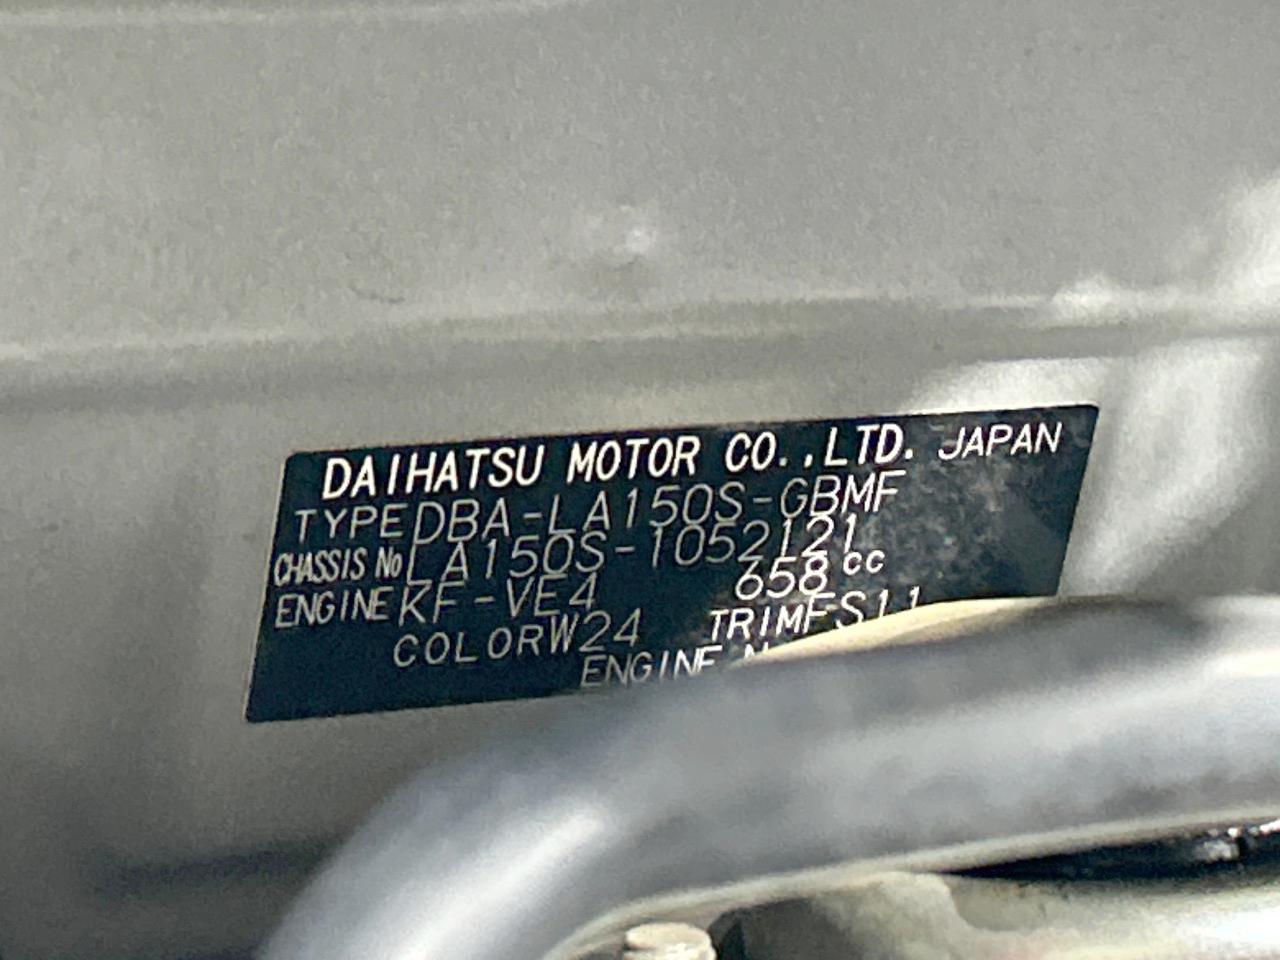 DAIHATSU MOTOR CO.,LTD. JAPAN
TYPE DBA-LA150S-GBMF
CHASSIS No LA150S-1052121
ENGINE KF-VE4 658cc
COLOR W24 TRIM FS11
ENGINE